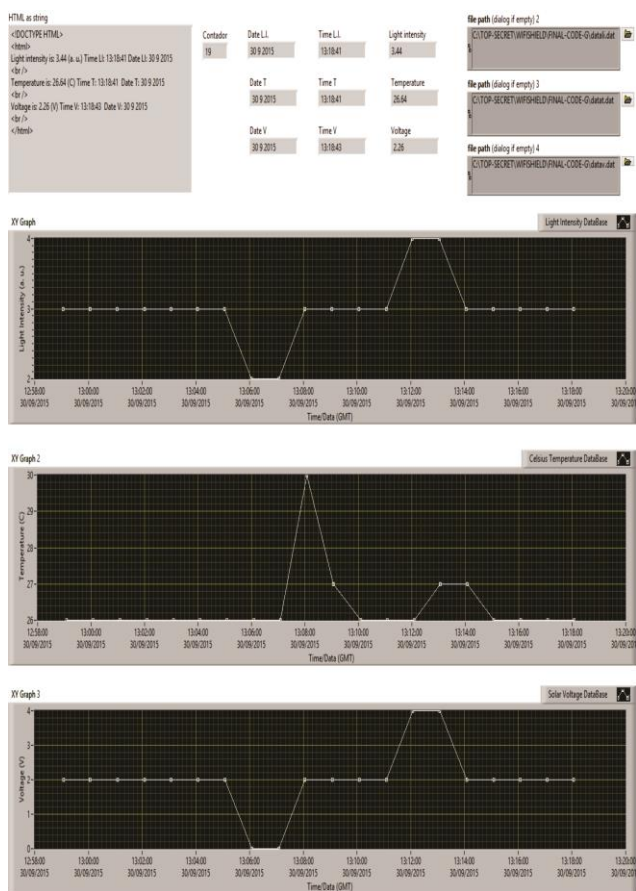 HTML as string
<!DOCTYPE HTML>
<html>
Light intensity is: 3.44 (a. u.) Time LI: 13:18:41 Date LI: 30 9 2015
<br />
Temperature is: 26.64 (C) Time T: 13:18:41 Date T: 30 9 2015
<br />
Voltage is: 2.26 (V) Time V: 13:18:43 Date V: 30 9 2015
<br />
</html>
Contador
19
Date L.I. Time L.I. Light intensity
30 9 2015 13:18:41 3.44
Date T Time T Temperature
30 9 2015 13:18:41 26.64
Date V Time V Voltage
30 9 2015 13:18:43 2.26
file path (dialog if empty) 2
C:\TOP-SECRET\WIFISHIELD\FINAL-CODE-G\datali.dat
file path (dialog if empty) 3
C:\TOP-SECRET\WIFISHIELD\FINAL-CODE-G\datat.dat
file path (dialog if empty) 4
C:\TOP-SECRET\WIFISHIELD\FINAL-CODE-G\datav.dat
XY Graph Light Intensity DataBase
Light Intensity (a. u.)
4
3
2
12:58:00 13:00:00 13:02:00 13:04:00 13:06:00 13:08:00 13:10:00 13:12:00 13:14:00 13:16:00 13:18:00 13:20:00
30/09/2015 30/09/2015 30/09/2015 30/09/2015 30/09/2015 30/09/2015 30/09/2015 30/09/2015 30/09/2015 30/09/2015 30/09/2015 30/09/201
Time/Data (GMT)
XY Graph 2 Celsius Temperature DataBase
Temperature (C)
30
29
28
27
26
12:58:00 13:00:00 13:02:00 13:04:00 13:06:00 13:08:00 13:10:00 13:12:00 13:14:00 13:16:00 13:18:00 13:20:00
30/09/2015 30/09/2015 30/09/2015 30/09/2015 30/09/2015 30/09/2015 30/09/2015 30/09/2015 30/09/2015 30/09/2015 30/09/2015 30/09/201
Time/Data (GMT)
XY Graph 3 Solar Voltage DataBase
Voltage (V)
4
3
2
1
0
12:58:00 13:00:00 13:02:00 13:04:00 13:06:00 13:08:00 13:10:00 13:12:00 13:14:00 13:16:00 13:18:00 13:20:00
30/09/2015 30/09/2015 30/09/2015 30/09/2015 30/09/2015 30/09/2015 30/09/2015 30/09/2015 30/09/2015 30/09/2015 30/09/2015 30/09/201
Time/Data (GMT)